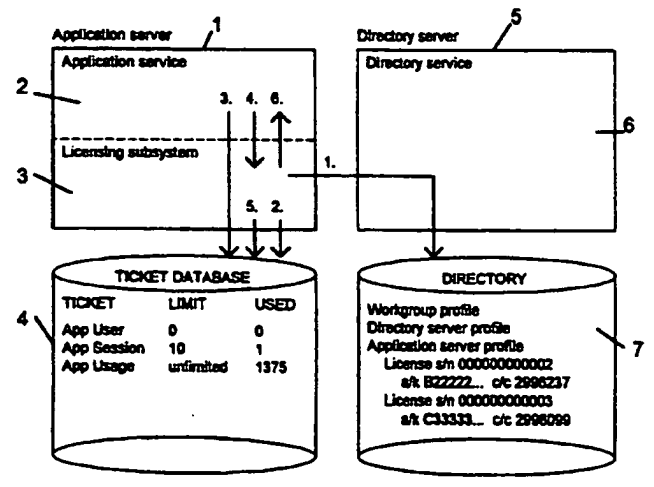 1
5
Application server
Directory server
Application service
Directory service
2
3. 4. 6.
6
Licensing subsystem
1.
3
5. 2.
TICKET DATABASE
DIRECTORY
4
TICKET LIMIT USED
App User 0 0
App Session 10 1
App Usage unlimited 1375
Workgroup profile
Directory server profile
Application server profile
7
License s/n 000000000002
a/k B22222... c/c 2996237
License s/n 000000000003
a/k C33333... c/c 2996099